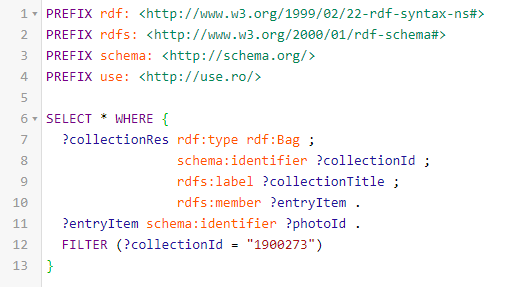 1 PREFIX rdf: <http://www.w3.org/1999/02/22-rdf-syntax-ns#>
2 PREFIX rdfs: <http://www.w3.org/2000/01/rdf-schema#>
3 PREFIX schema: <http://schema.org/>
4 PREFIX use: <http://use.ro/>
5
6 SELECT * WHERE {
7   ?collectionRes rdf:type rdf:Bag ;
8                  schema:identifier ?collectionId ;
9                  rdfs:label ?collectionTitle ;
10                 rdfs:member ?entryItem .
11   ?entryItem schema:identifier ?photoId .
12   FILTER (?collectionId = "1900273")
13 }